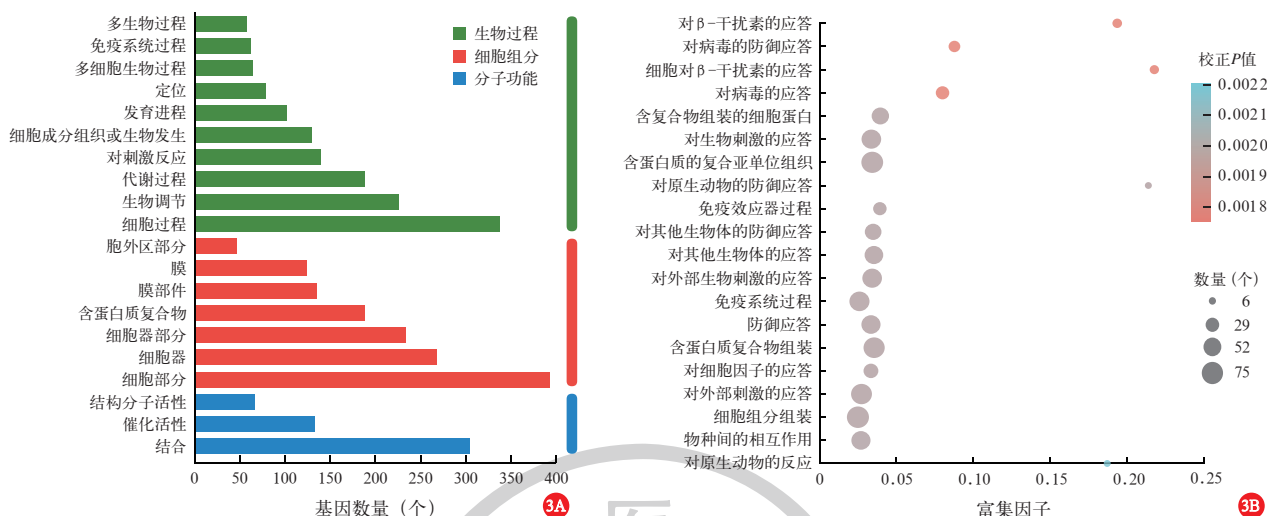 多生物过程
免疫系统过程
多细胞生物过程
定位
发育进程
细胞成分组织或生物发生
对刺激反应
代谢过程
生物调节
细胞过程
胞外区部分
膜
膜部件
含蛋白质复合物
细胞器部分
细胞器
细胞部分
结构分子活性
催化活性
结合
生物过程
细胞组分
分子功能
0 50 100 150 200 250 300 350 400
基因数量（个）
3A
对β-干扰素的应答
对病毒的防御应答
细胞对β-干扰素的应答
对病毒的应答
含复合物组装的细胞蛋白
对生物刺激的应答
含蛋白质的复合亚单位组织
对原生动物的防御应答
免疫效应器过程
对其他生物体的防御应答
对其他生物体的应答
对外部生物刺激的应答
免疫系统过程
防御应答
含蛋白质复合物组装
对细胞因子的应答
对外部刺激的应答
细胞组分组装
物种间的相互作用
对原生动物的反应
0 0.05 0.10 0.15 0.20 0.25
富集因子
校正P值
0.0022
0.0021
0.0020
0.0019
0.0018
数量（个）
6
29
52
75
3B